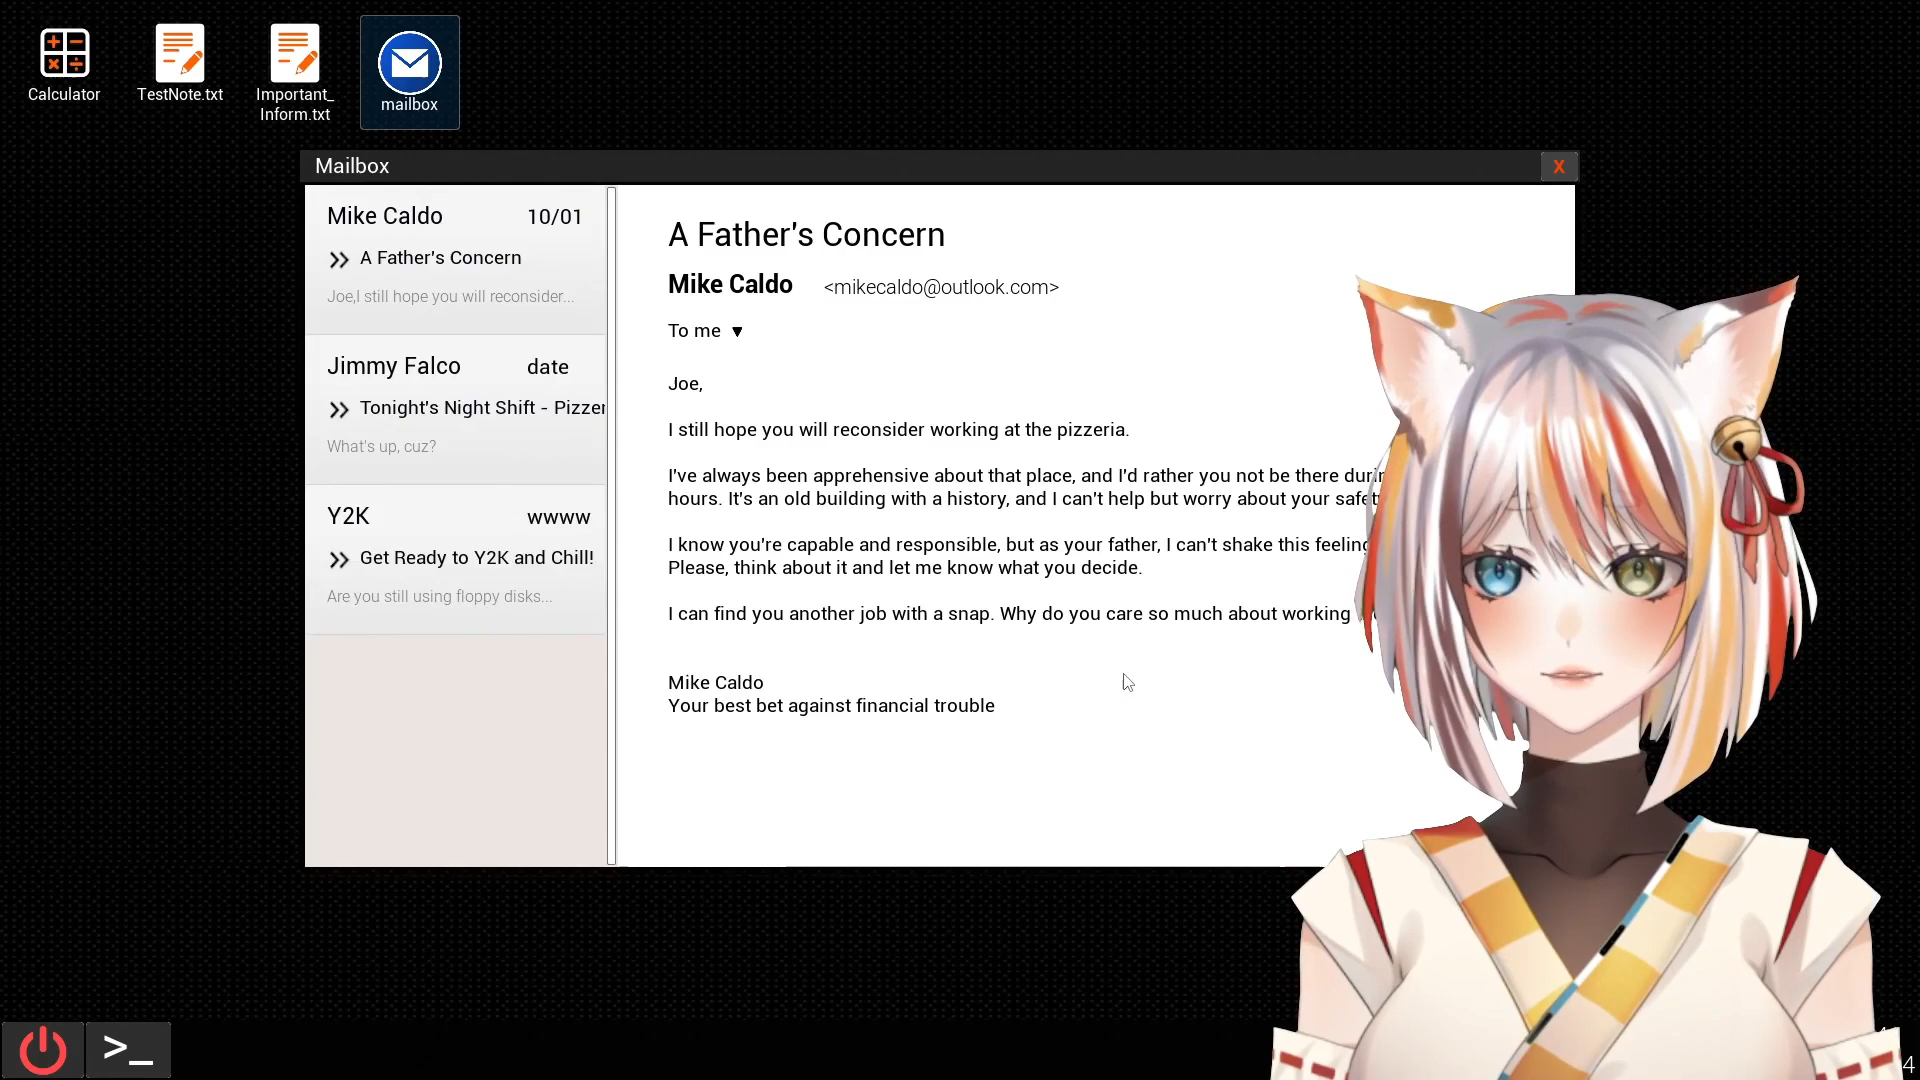 Calculator
TestNote.txt
Important_
Inform.txt
mailbox
Mailbox
X
Mike Caldo 10/01
A Father's Concern
Joe,I still hope you will reconsider...
Jimmy Falco date
Tonight's Night Shift - Pizzer
What's up, cuz?
Y2K wwww
Get Ready to Y2K and Chill!
Are you still using floppy disks...
A Father's Concern
Mike Caldo <mikecaldo@outlook.com>
To me
Joe,
I still hope you will reconsider working at the pizzeria.
I've always been apprehensive about that place, and I'd rather you not be there durin
hours. It's an old building with a history, and I can't help but worry about your safet
I know you're capable and responsible, but as your father, I can't shake this feeling
Please, think about it and let me know what you decide.
I can find you another job with a snap. Why do you care so much about working
Mike Caldo
Your best bet against financial trouble
>_
4